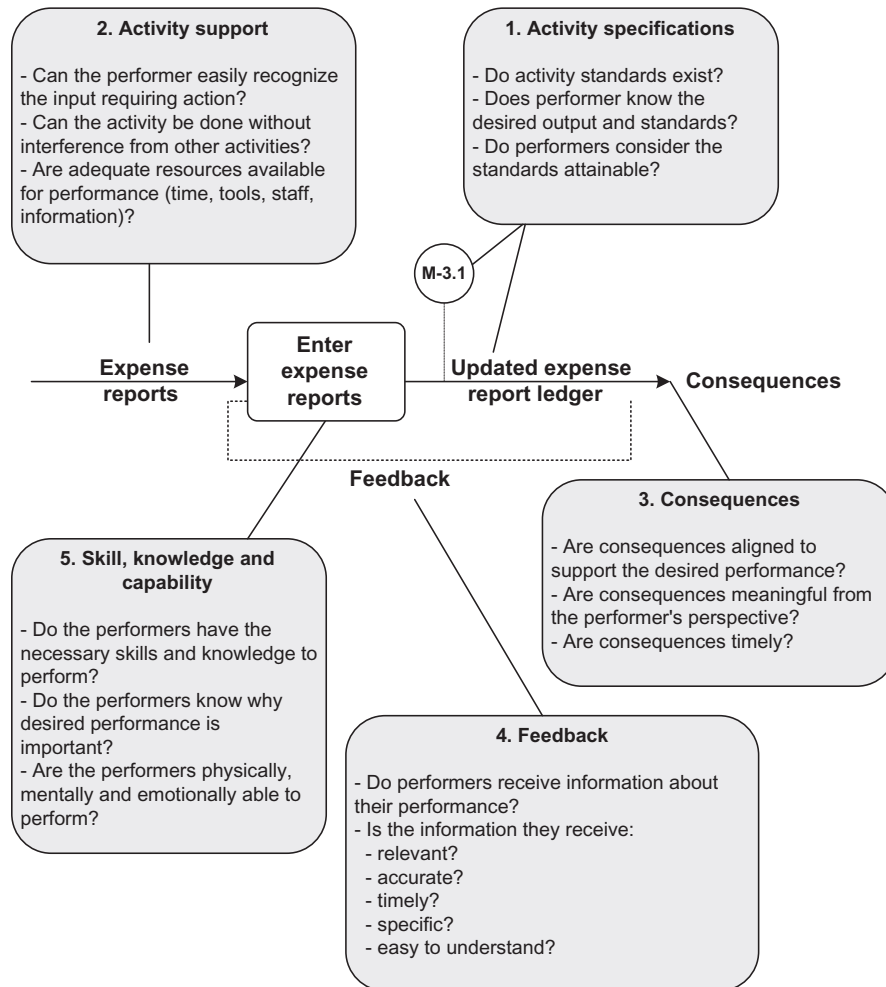 2. Activity support
- Can the performer easily recognize
the input requiring action?
- Can the activity be done without
interference from other activities?
- Are adequate resources available
for performance (time, tools, staff,
information)?
1. Activity specifications
- Do activity standards exist?
- Does performer know the
desired output and standards?
- Do performers consider the
standards attainable?
M-3.1
Expense
reports
Enter
expense
reports
Updated expense
report ledger
Consequences
Feedback
3. Consequences
- Are consequences aligned to
support the desired performance?
- Are consequences meaningful from
the performer's perspective?
- Are consequences timely?
5. Skill, knowledge and
capability
- Do the performers have the
necessary skills and knowledge to
perform?
- Do the performers know why
desired performance is
important?
- Are the performers physically,
mentally and emotionally able to
perform?
4. Feedback
- Do performers receive information about
their performance?
- Is the information they receive:
- relevant?
- accurate?
- timely?
- specific?
- easy to understand?